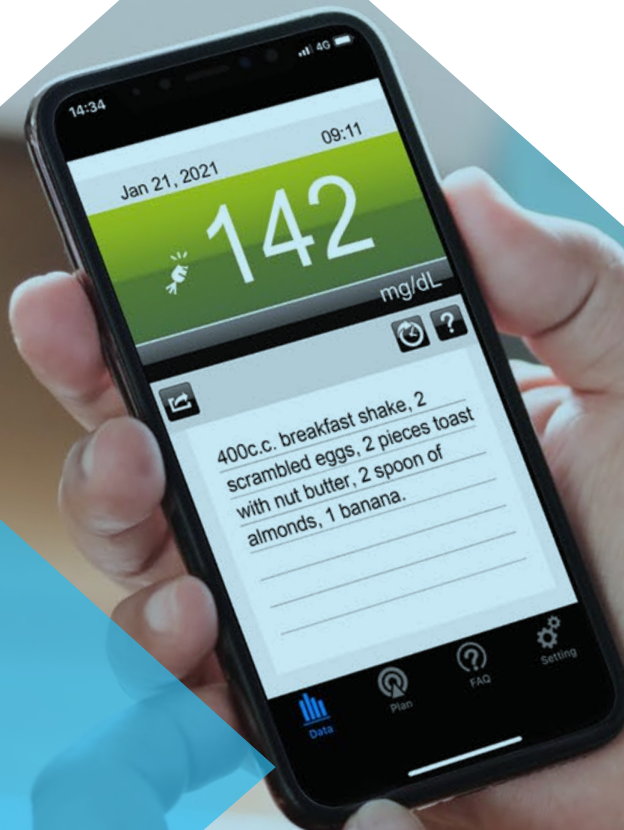 14:34
4G
Jan 21, 2021
09:11
142
mg/dL
?
400c.c. breakfast shake, 2
scrambled eggs, 2 pieces toast
with nut butter, 2 spoon of
almonds, 1 banana.
Data
Plan
FAQ
Setting